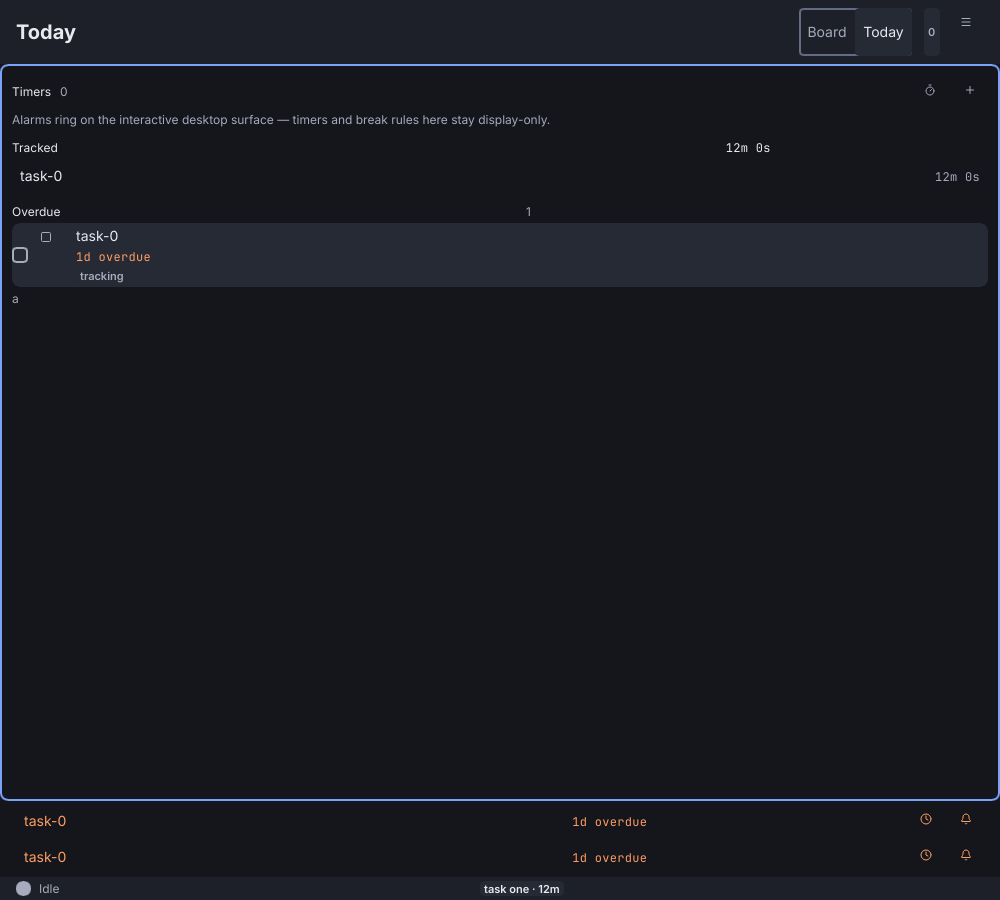 Today
Board Today 0
Timers 0
Alarms ring on the interactive desktop surface — timers and break rules here stay display-only.
Tracked 12m 0s
task-0 12m 0s
Overdue 1
task-0
1d overdue
tracking
a
task-0 1d overdue
task-0 1d overdue
Idle task one · 12m